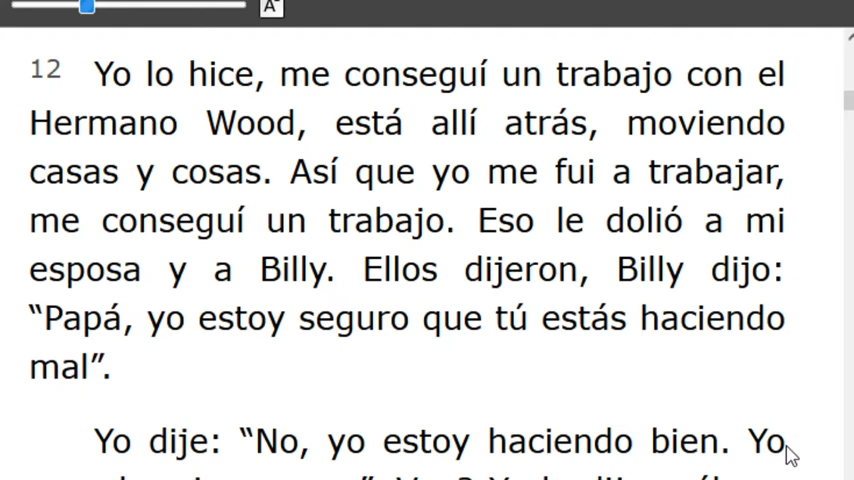 A
12 Yo lo hice, me conseguí un trabajo con el
Hermano Wood, está allí atrás, moviendo
casas y cosas. Así que yo me fui a trabajar,
me conseguí un trabajo. Eso le dolió a mi
esposa y a Billy. Ellos dijeron, Billy dijo:
“Papá, yo estoy seguro que tú estás haciendo
mal”.
Yo dije: “No, yo estoy haciendo bien. Yo